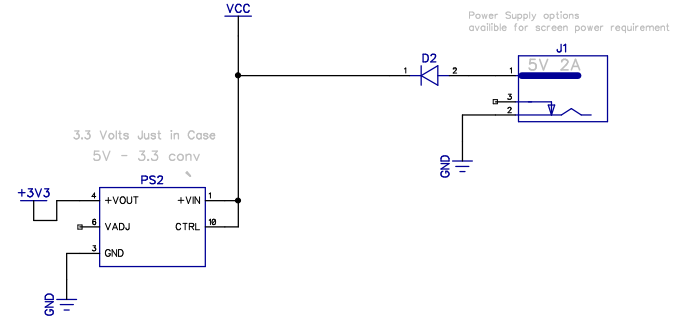 VCC
Power Supply options
availible for screen power requirement
J1
D2
5V 2A
1 2 1
3
2
GND
3.3 Volts Just in Case
5V - 3.3 conv
PS2
+3V3
4 +VOUT +VIN 1
6 VADJ CTRL 10
3 GND
GND